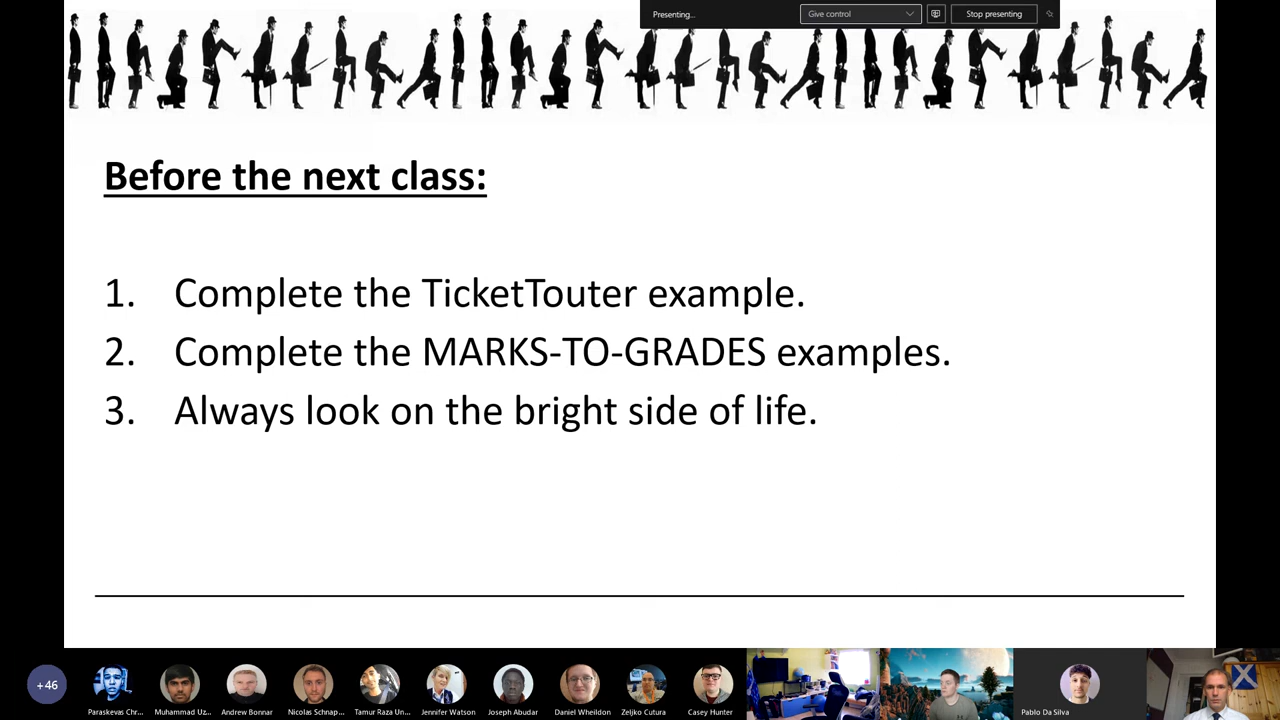 Presenting...
Give control
Stop presenting
Before the next class:
1. Complete the TicketTouter example.
2. Complete the MARKS-TO-GRADES examples.
3. Always look on the bright side of life.
+46
Paraskevas Chr...
Muhammad Uz...
Andrew Bonnar
Nicolas Schnap...
Tamur Raza Un...
Jennifer Watson
Joseph Abudar
Daniel Wheildon
Zeljko Cutura
Casey Hunter
Pablo Da Silva